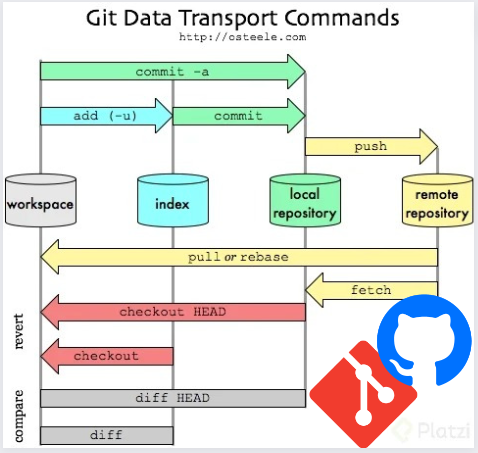 Git Data Transport Commands
http://osteele.com
commit -a
add (-u)
commit
push
workspace
index
local
repository
remote
repository
pull or rebase
fetch
revert
checkout HEAD
checkout
compare
diff HEAD
diff
Platzi